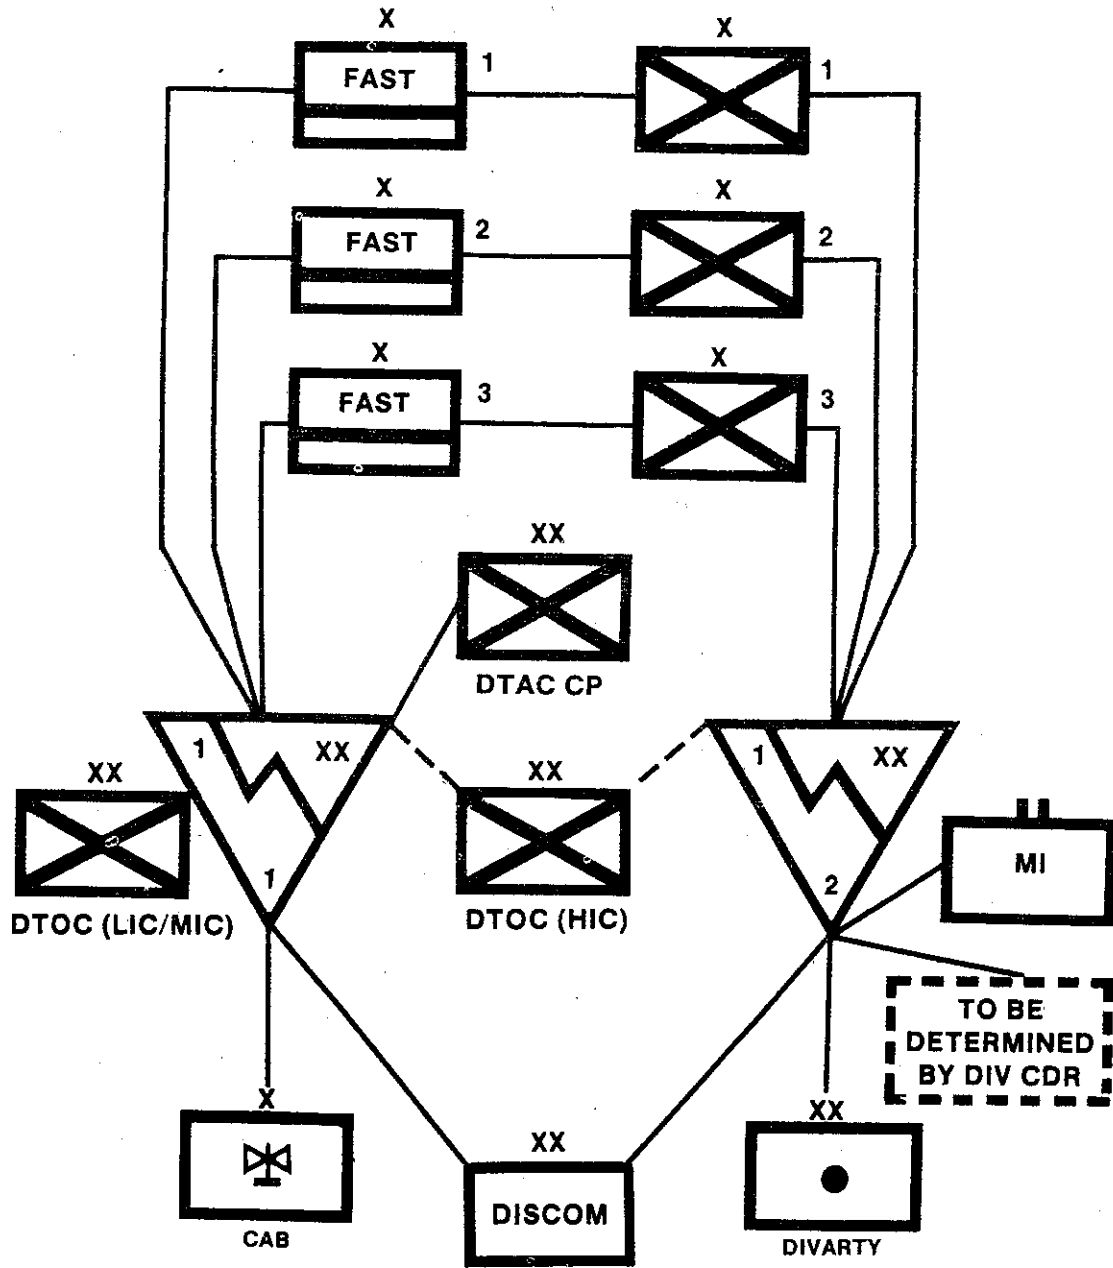 X
X
FAST
1
1
X
X
FAST
2
2
X
X
FAST
3
3
XX
DTAC CP
1
XX
1
XX
XX
XX
1
2
MI
DTOC (LIC/MIC)
DTOC (HIC)
TO BE
DETERMINED
BY DIV CDR
X
XX
XX
DISCOM
CAB
DIVARTY